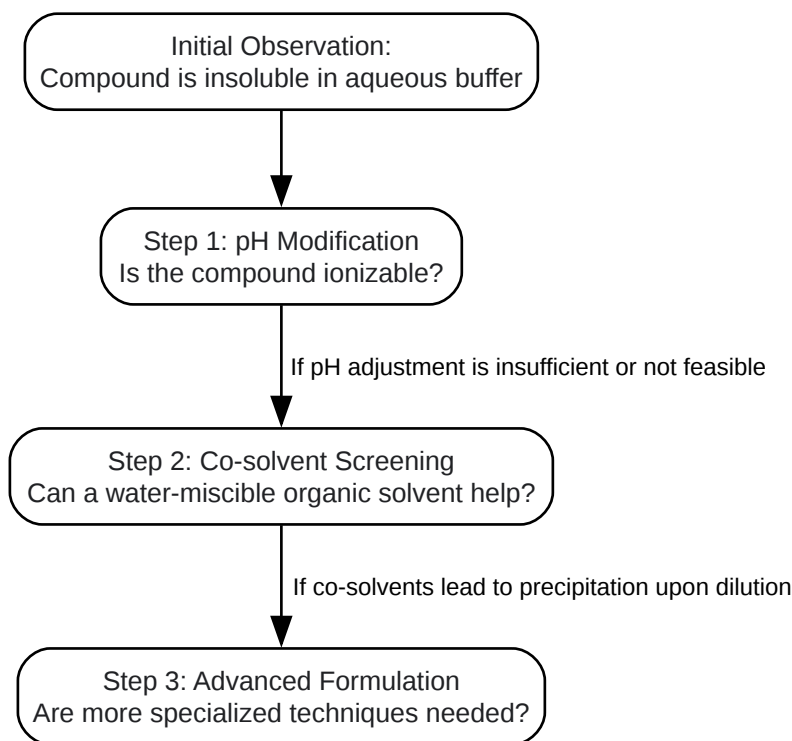 Initial Observation:
Compound is insoluble in aqueous buffer
Step 1: pH Modification
Is the compound ionizable?
If pH adjustment is insufficient or not feasible
Step 2: Co-solvent Screening
Can a water-miscible organic solvent help?
If co-solvents lead to precipitation upon dilution
Step 3: Advanced Formulation
Are more specialized techniques needed?